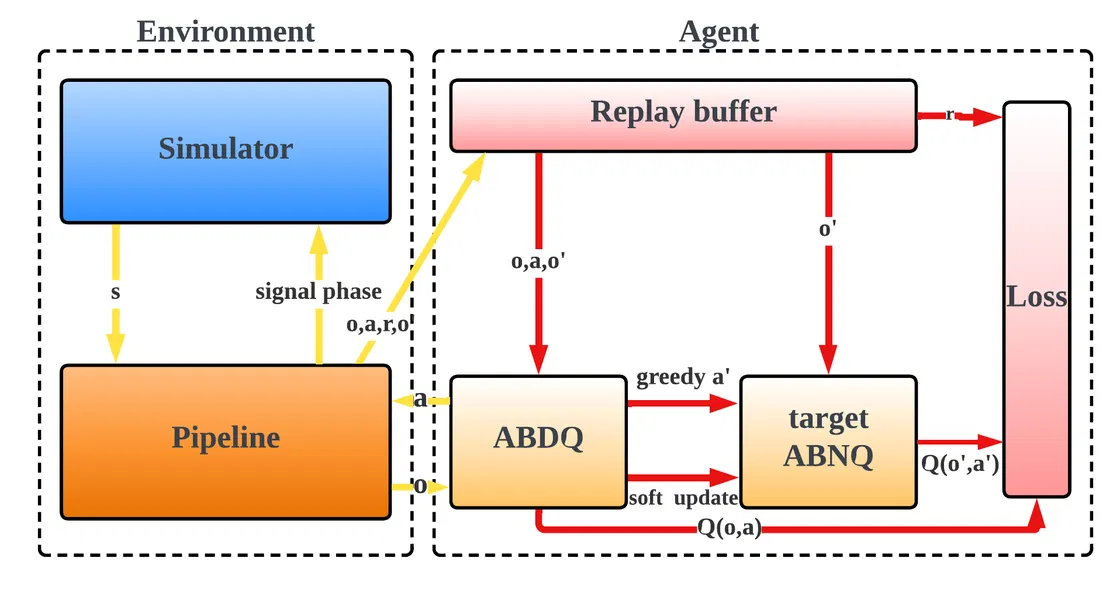 Environment
Agent
Simulator
Replay buffer
r
s
signal phase
o,a,r,o
o,a,o'
o'
Loss
greedy a'
a
Pipeline
ABDQ
target
ABNQ
Q(o',a')
o
soft update
Q(o,a)